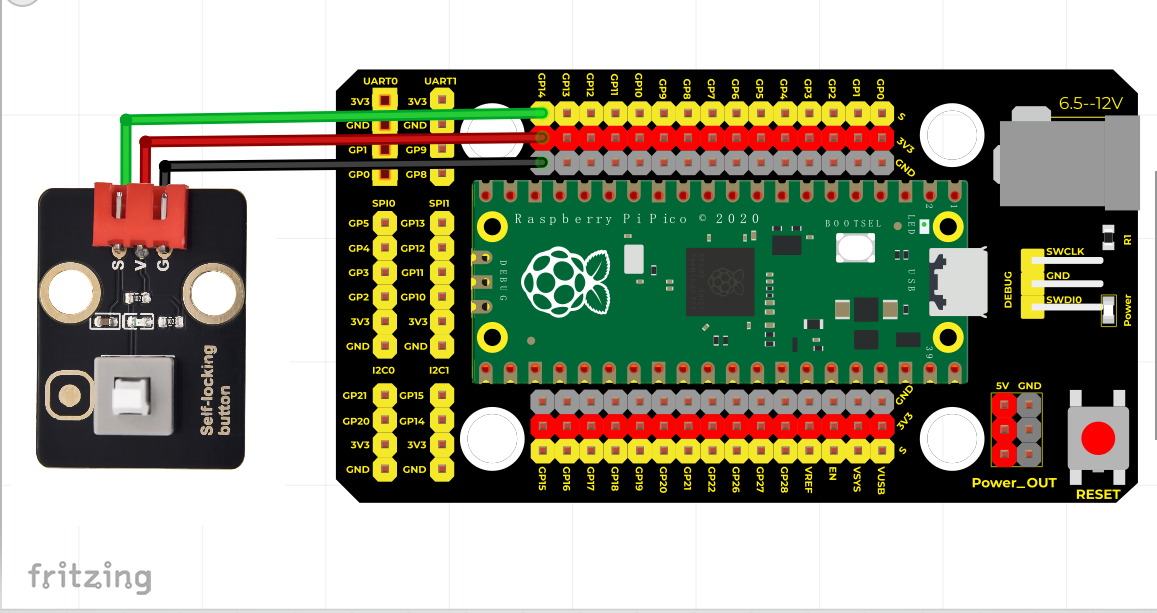 UART0 UART1
3V3 3V3
GND GND
GP1 GP9
GP0 GP8
SPI0 SPI1
GP5 GP13
GP4 GP12
GP3 GP11
GP2 GP10
3V3 3V3
GND GND
I2C0 I2C1
GP21 GP15
GP20 GP14
3V3 3V3
GND GND
GP14 GP13 GP12 GP11 GP10 GP9 GP8 GP7 GP6 GP5 GP4 GP3 GP2 GP1 GP0
S
3V3
GND
6.5--12V
Raspberry Pi Pico © 2020
BOOTSEL
LED
2
1
USB
39
DEBUG
R1
SWCLK
GND
SWDI0
DEBUG
Power
GND
3V3
S
GP15 GP16 GP17 GP18 GP19 GP20 GP21 GP22 GP26 GP27 GP28 VREF EN VSYS VUSB
5V GND
Power_OUT
RESET
S V G
Self-locking
button
fritzing